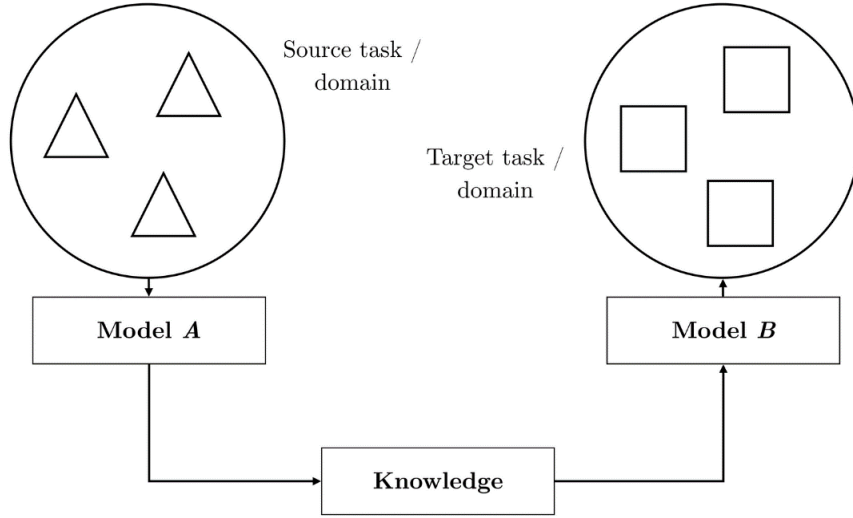 Source task /
domain
Target task /
domain
Model A
Model B
Knowledge